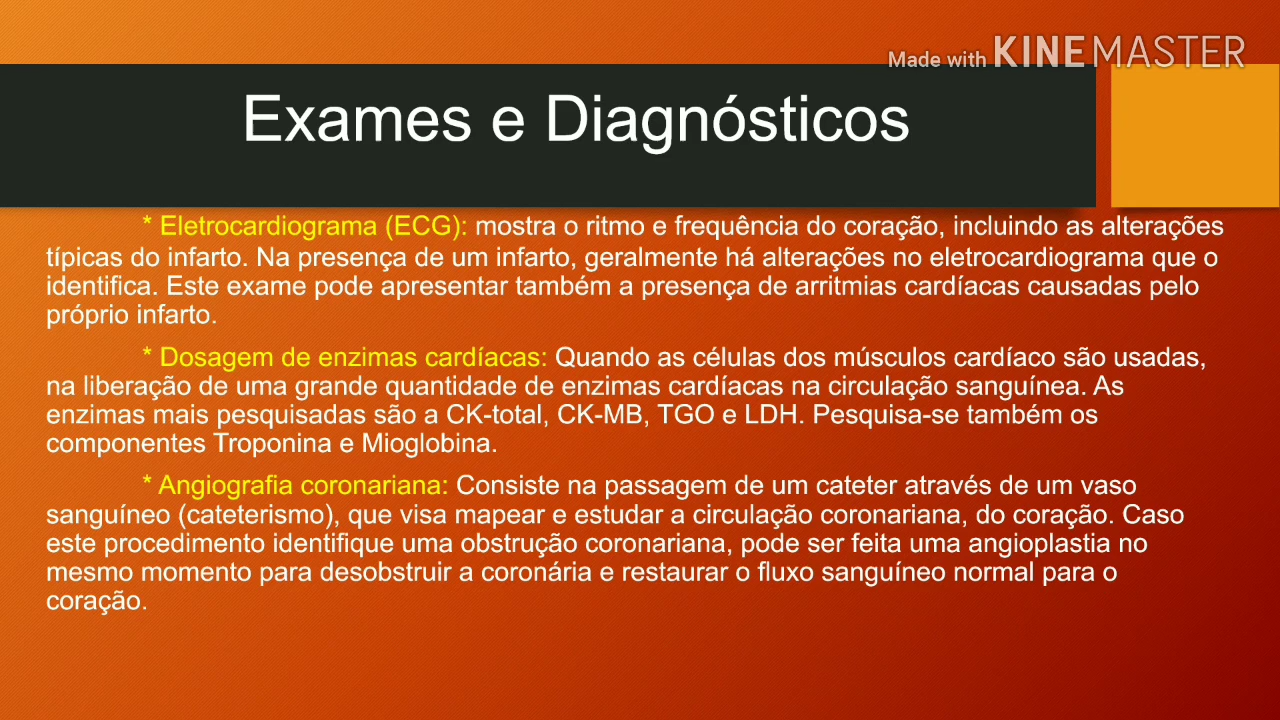 Made with KINEMASTER
Exames e Diagnósticos
* Eletrocardiograma (ECG): mostra o ritmo e frequência do coração, incluindo as alterações
típicas do infarto. Na presença de um infarto, geralmente há alterações no eletrocardiograma que o
identifica. Este exame pode apresentar também a presença de arritmias cardíacas causadas pelo
próprio infarto.
* Dosagem de enzimas cardíacas: Quando as células dos músculos cardíaco são usadas,
na liberação de uma grande quantidade de enzimas cardíacas na circulação sanguínea. As
enzimas mais pesquisadas são a CK-total, CK-MB, TGO e LDH. Pesquisa-se também os
componentes Troponina e Mioglobina.
* Angiografia coronariana: Consiste na passagem de um cateter através de um vaso
sanguíneo (cateterismo), que visa mapear e estudar a circulação coronariana, do coração. Caso
este procedimento identifique uma obstrução coronariana, pode ser feita uma angioplastia no
mesmo momento para desobstruir a coronária e restaurar o fluxo sanguíneo normal para o
coração.